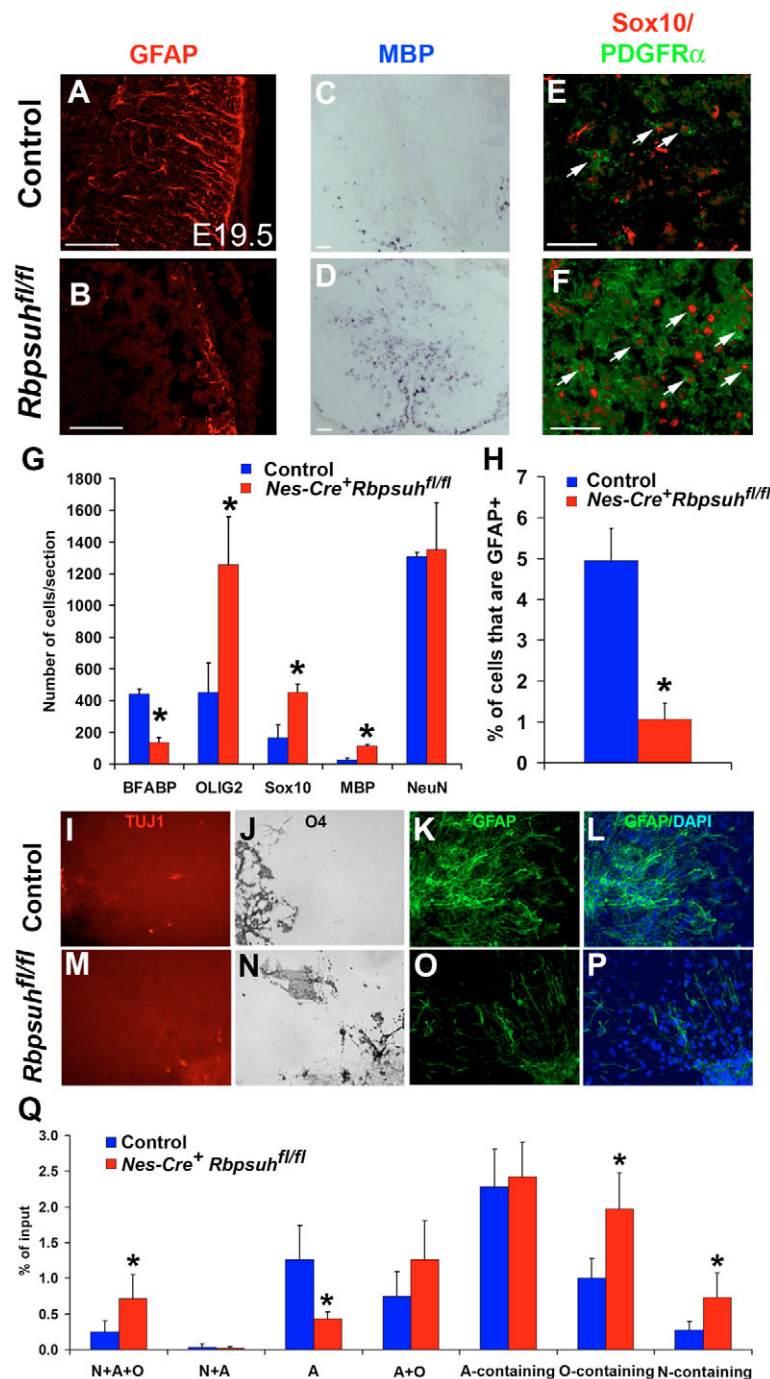 GFAP
MBP
Sox10/
PDGFRα
Control
Rbpsuhfl/fl
A
E19.5
C
E
B
D
F
G
Control
Nes-Cre+Rbpsuhfl/fl
Number of cells/section
1800
1600
1400
1200
1000
800
600
400
200
0
*
*
*
*
BFABP OLIG2 Sox10 MBP NeuN
H
Control
Nes-Cre+Rbpsuhfl/fl
% of cells that are GFAP+
7
6
5
4
3
2
1
0
*
Control
Rbpsuhfl/fl
I TUJ1
J O4
K GFAP
L GFAP/DAPI
M
N
O
P
Q
Control
Nes-Cre+ Rbpsuhfl/fl
% of input
3.0
2.5
2.0
1.5
1.0
0.5
0.0
*
*
*
*
N+A+O N+A A A+O A-containing O-containing N-containing